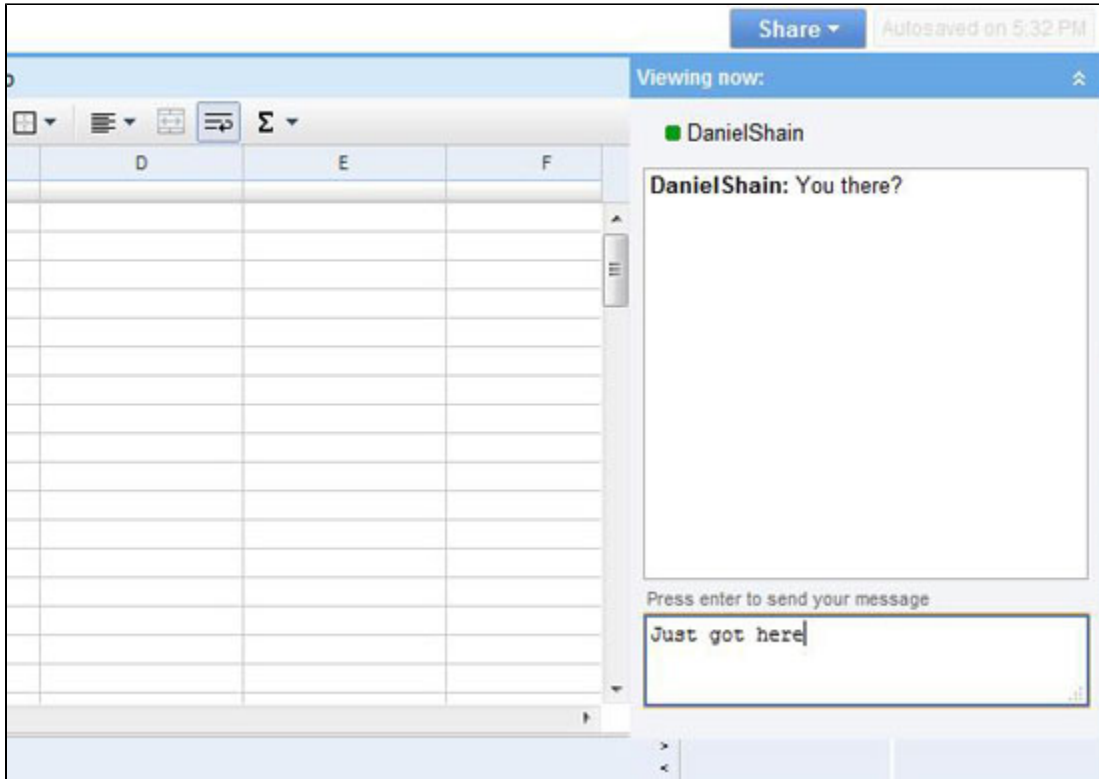 Share
Autosaved on 5:32 PM
Viewing now:
Σ
D E F
DanielShain
DanielShain: You there?
Press enter to send your message
Just got here
>
<